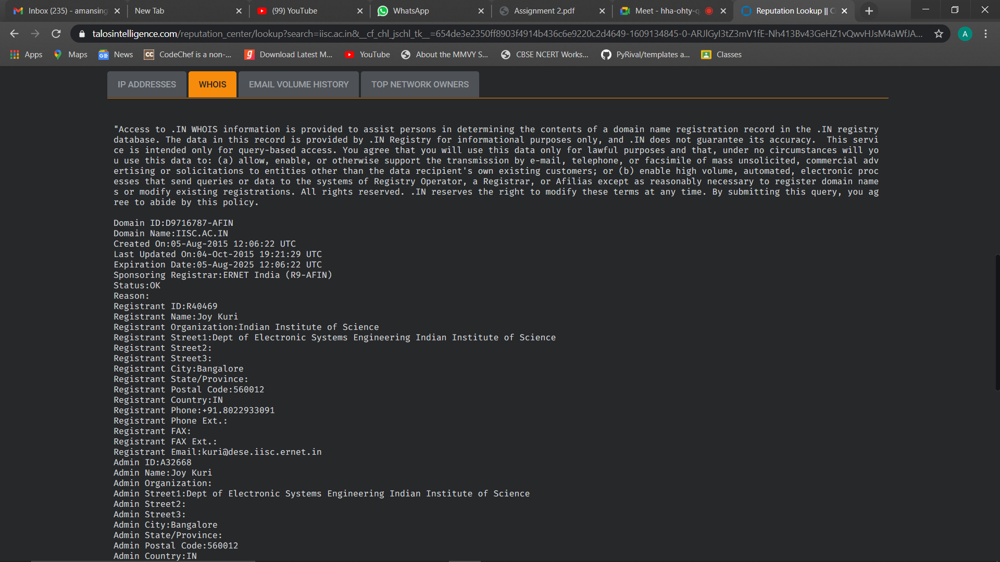 Inbox (235) - amansing
New Tab
(99) YouTube
WhatsApp
Assignment 2.pdf
Meet - hha-ohty-q
Reputation Lookup || C
talosintelligence.com/reputation_center/lookup?search=iisc.ac.in&__cf_chl_jschl_tk__=654de3e2350ff8903f4914b436c6e9220c2d4649-1609134845-0-ARJlGyI3tZ3mV1fE-Nh413Bv43GeHZ1vQwvHJsM4aWfJA...
A
Apps
Maps
News
CC CodeChef is a non-...
g Download Latest M...
YouTube
About the MMVY S...
CBSE NCERT Works...
PyRival/templates a...
Classes
IP ADDRESSES
WHOIS
EMAIL VOLUME HISTORY
TOP NETWORK OWNERS
"Access to .IN WHOIS information is provided to assist persons in determining the contents of a domain name registration record in the .IN registry
database. The data in this record is provided by .IN Registry for informational purposes only, and .IN does not guarantee its accuracy.  This servi
ce is intended only for query-based access. You agree that you will use this data only for lawful purposes and that, under no circumstances will yo
u use this data to: (a) allow, enable, or otherwise support the transmission by e-mail, telephone, or facsimile of mass unsolicited, commercial adv
ertising or solicitations to entities other than the data recipient's own existing customers; or (b) enable high volume, automated, electronic proc
esses that send queries or data to the systems of Registry Operator, a Registrar, or Afilias except as reasonably necessary to register domain name
s or modify existing registrations. All rights reserved. .IN reserves the right to modify these terms at any time. By submitting this query, you ag
ree to abide by this policy.
Domain ID:D9716787-AFIN
Domain Name:IISC.AC.IN
Created On:05-Aug-2015 12:06:22 UTC
Last Updated On:04-Oct-2015 19:21:29 UTC
Expiration Date:05-Aug-2025 12:06:22 UTC
Sponsoring Registrar:ERNET India (R9-AFIN)
Status:OK
Reason:
Registrant ID:R40469
Registrant Name:Joy Kuri
Registrant Organization:Indian Institute of Science
Registrant Street1:Dept of Electronic Systems Engineering Indian Institute of Science
Registrant Street2:
Registrant Street3:
Registrant City:Bangalore
Registrant State/Province:
Registrant Postal Code:560012
Registrant Country:IN
Registrant Phone:+91.8022933091
Registrant Phone Ext.:
Registrant FAX:
Registrant FAX Ext.:
Registrant Email:kuri@dese.iisc.ernet.in
Admin ID:A32668
Admin Name:Joy Kuri
Admin Organization:
Admin Street1:Dept of Electronic Systems Engineering Indian Institute of Science
Admin Street2:
Admin Street3:
Admin City:Bangalore
Admin State/Province:
Admin Postal Code:560012
Admin Country:IN